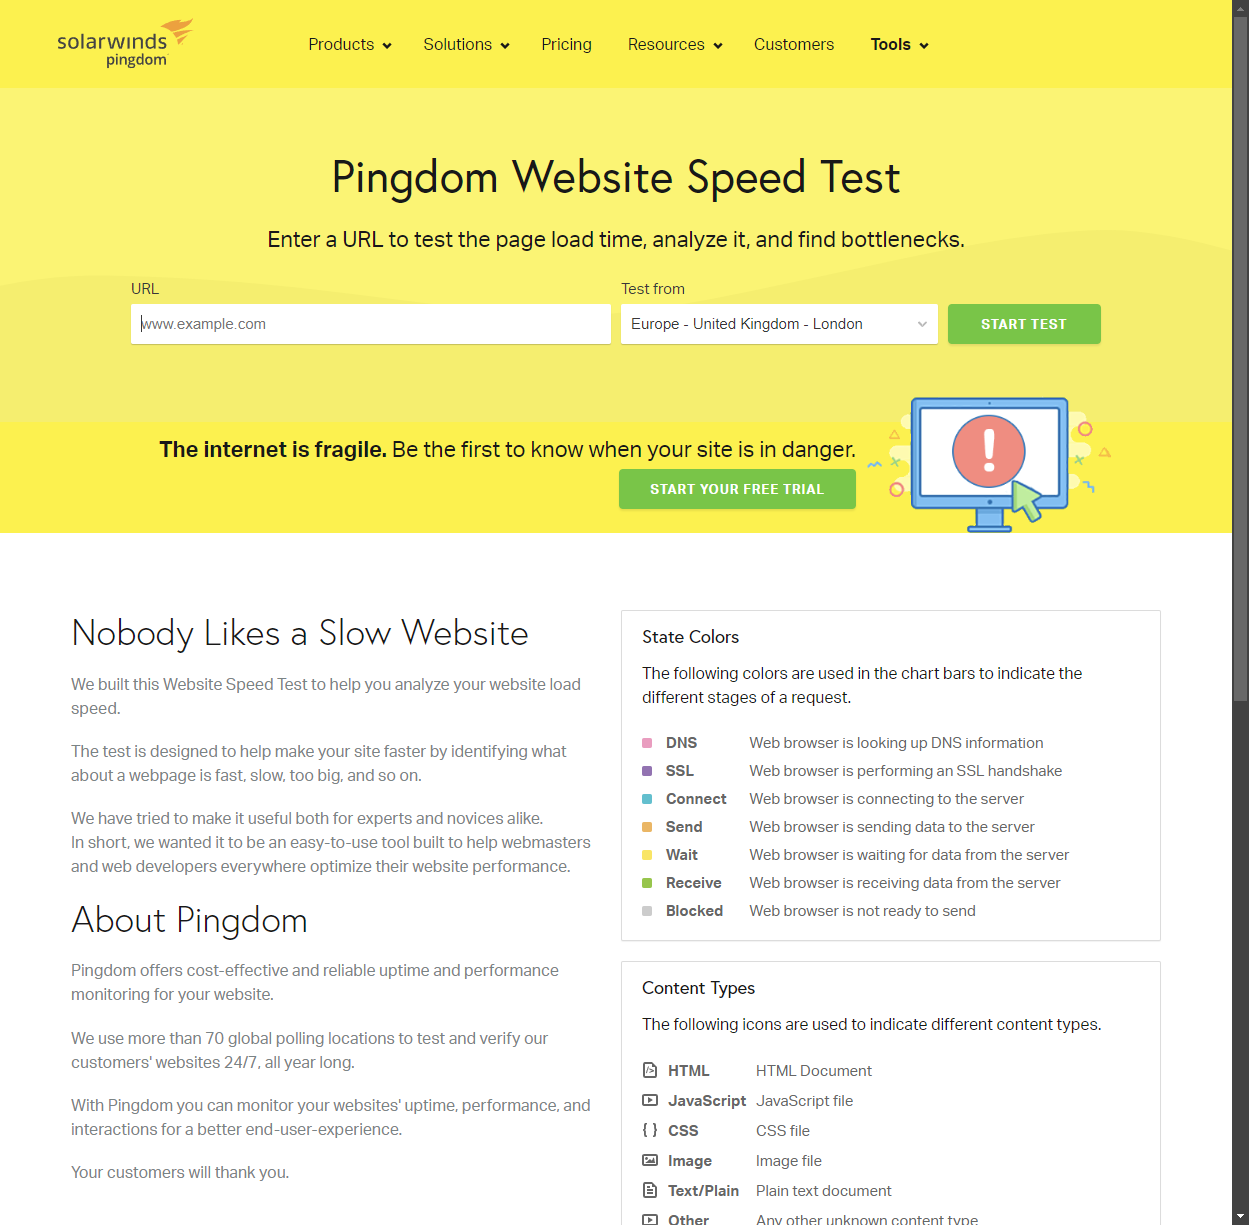 solarwinds
pingdom
Products
Solutions
Pricing
Resources
Customers
Tools
Pingdom Website Speed Test
Enter a URL to test the page load time, analyze it, and find bottlenecks.
URL
Test from
www.example.com
Europe - United Kingdom - London
START TEST
The internet is fragile. Be the first to know when your site is in danger.
START YOUR FREE TRIAL
Nobody Likes a Slow Website
We built this Website Speed Test to help you analyze your website load
speed.
The test is designed to help make your site faster by identifying what
about a webpage is fast, slow, too big, and so on.
We have tried to make it useful both for experts and novices alike.
In short, we wanted it to be an easy-to-use tool built to help webmasters
and web developers everywhere optimize their website performance.
About Pingdom
Pingdom offers cost-effective and reliable uptime and performance
monitoring for your website.
We use more than 70 global polling locations to test and verify our
customers' websites 24/7, all year long.
With Pingdom you can monitor your websites' uptime, performance, and
interactions for a better end-user-experience.
Your customers will thank you.
State Colors
The following colors are used in the chart bars to indicate the
different stages of a request.
DNS Web browser is looking up DNS information
SSL Web browser is performing an SSL handshake
Connect Web browser is connecting to the server
Send Web browser is sending data to the server
Wait Web browser is waiting for data from the server
Receive Web browser is receiving data from the server
Blocked Web browser is not ready to send
Content Types
The following icons are used to indicate different content types.
HTML HTML Document
JavaScript JavaScript file
CSS CSS file
Image Image file
Text/Plain Plain text document
Other Any other unknown content type